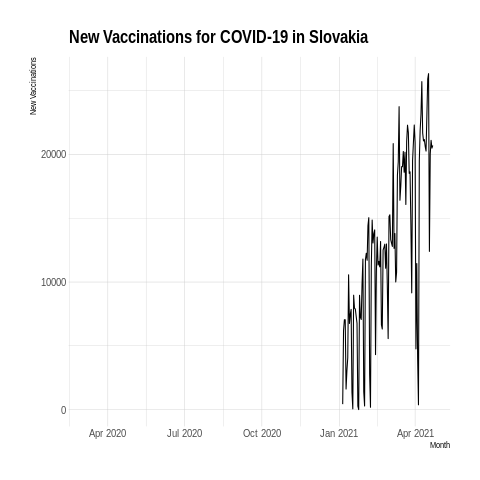 New Vaccinations for COVID-19 in Slovakia
New Vaccinations
20000
10000
0
Apr 2020 Jul 2020 Oct 2020 Jan 2021 Apr 2021
Month